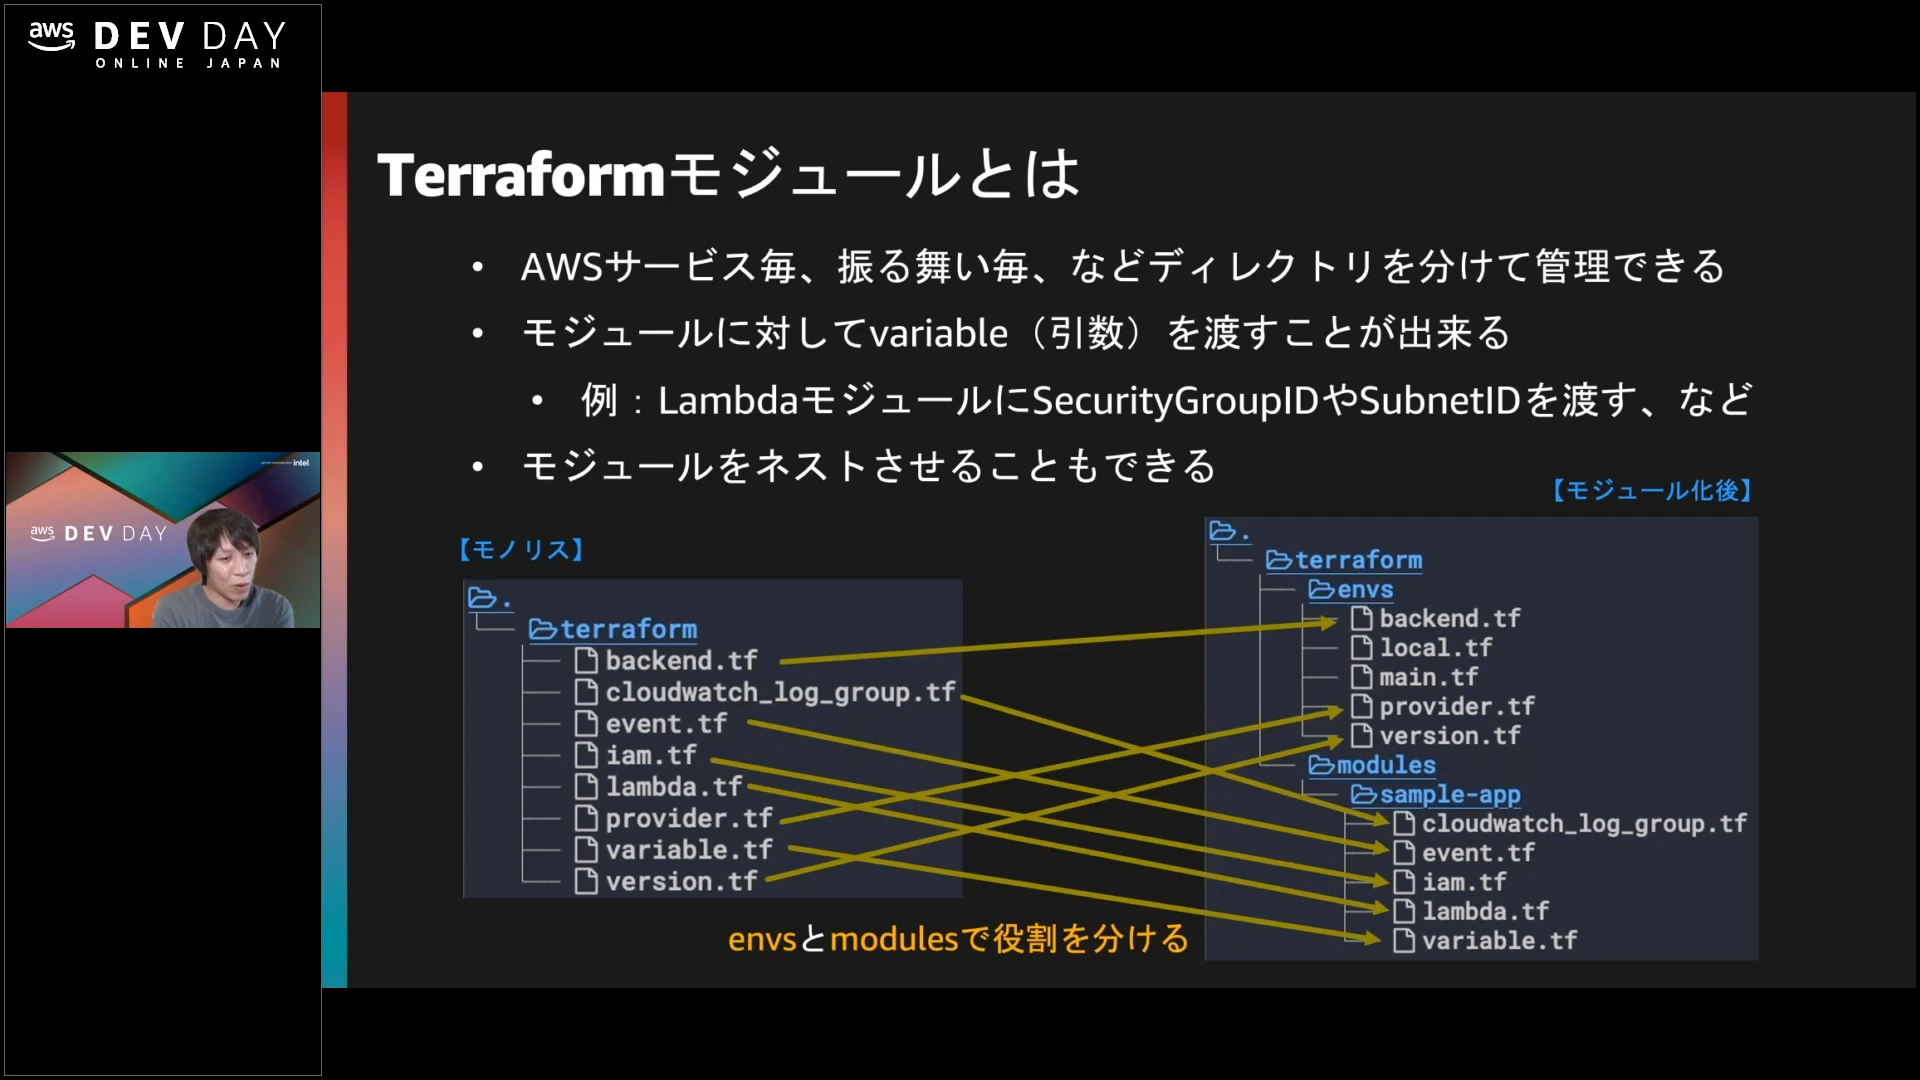 aws DEV DAY
ONLINE JAPAN
intel
aws DEV DAY
Terraformモジュールとは
• AWSサービス毎、振る舞い毎、などディレクトリを分けて管理できる
• モジュールに対してvariable（引数）を渡すことが出来る
• 例：LambdaモジュールにSecurityGroupIDやSubnetIDを渡す、など
• モジュールをネストさせることもできる
【モノリス】
.
terraform
backend.tf
cloudwatch_log_group.tf
event.tf
iam.tf
lambda.tf
provider.tf
variable.tf
version.tf
【モジュール化後】
.
terraform
envs
backend.tf
local.tf
main.tf
provider.tf
version.tf
modules
sample-app
cloudwatch_log_group.tf
event.tf
iam.tf
lambda.tf
variable.tf
envsとmodulesで役割を分ける